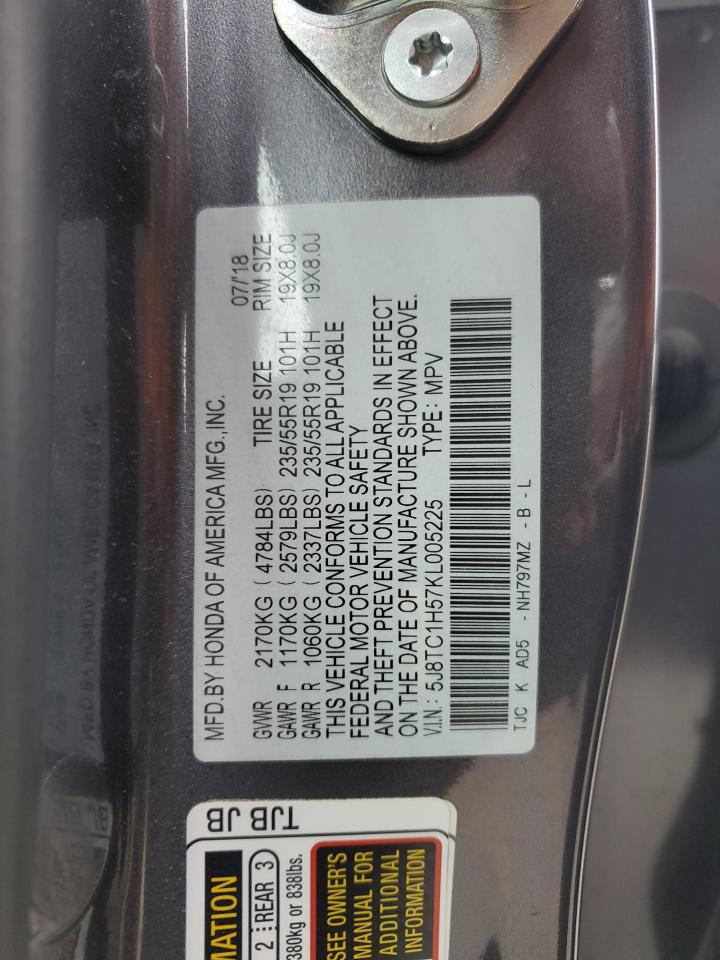 MFD.BY HONDA OF AMERICA MFG.,INC.
07/'18
GVWR 2170KG ( 4784LBS) TIRE SIZE RIM SIZE
GAWR F 1170KG ( 2579LBS) 235/55R19 101H 19X8.0J
GAWR R 1060KG ( 2337LBS) 235/55R19 101H 19X8.0J
THIS VEHICLE CONFORMS TO ALL APPLICABLE
FEDERAL MOTOR VEHICLE SAFETY
AND THEFT PREVENTION STANDARDS IN EFFECT
ON THE DATE OF MANUFACTURE SHOWN ABOVE.
V.I.N.: 5J8TC1H57KL005225 TYPE: MPV
TJC K AD5 - NH797MZ - B - L
TJB JB
MATION
2 REAR 3
380kg or 838lbs.
SEE OWNER'S
MANUAL FOR
ADDITIONAL
INFORMATION